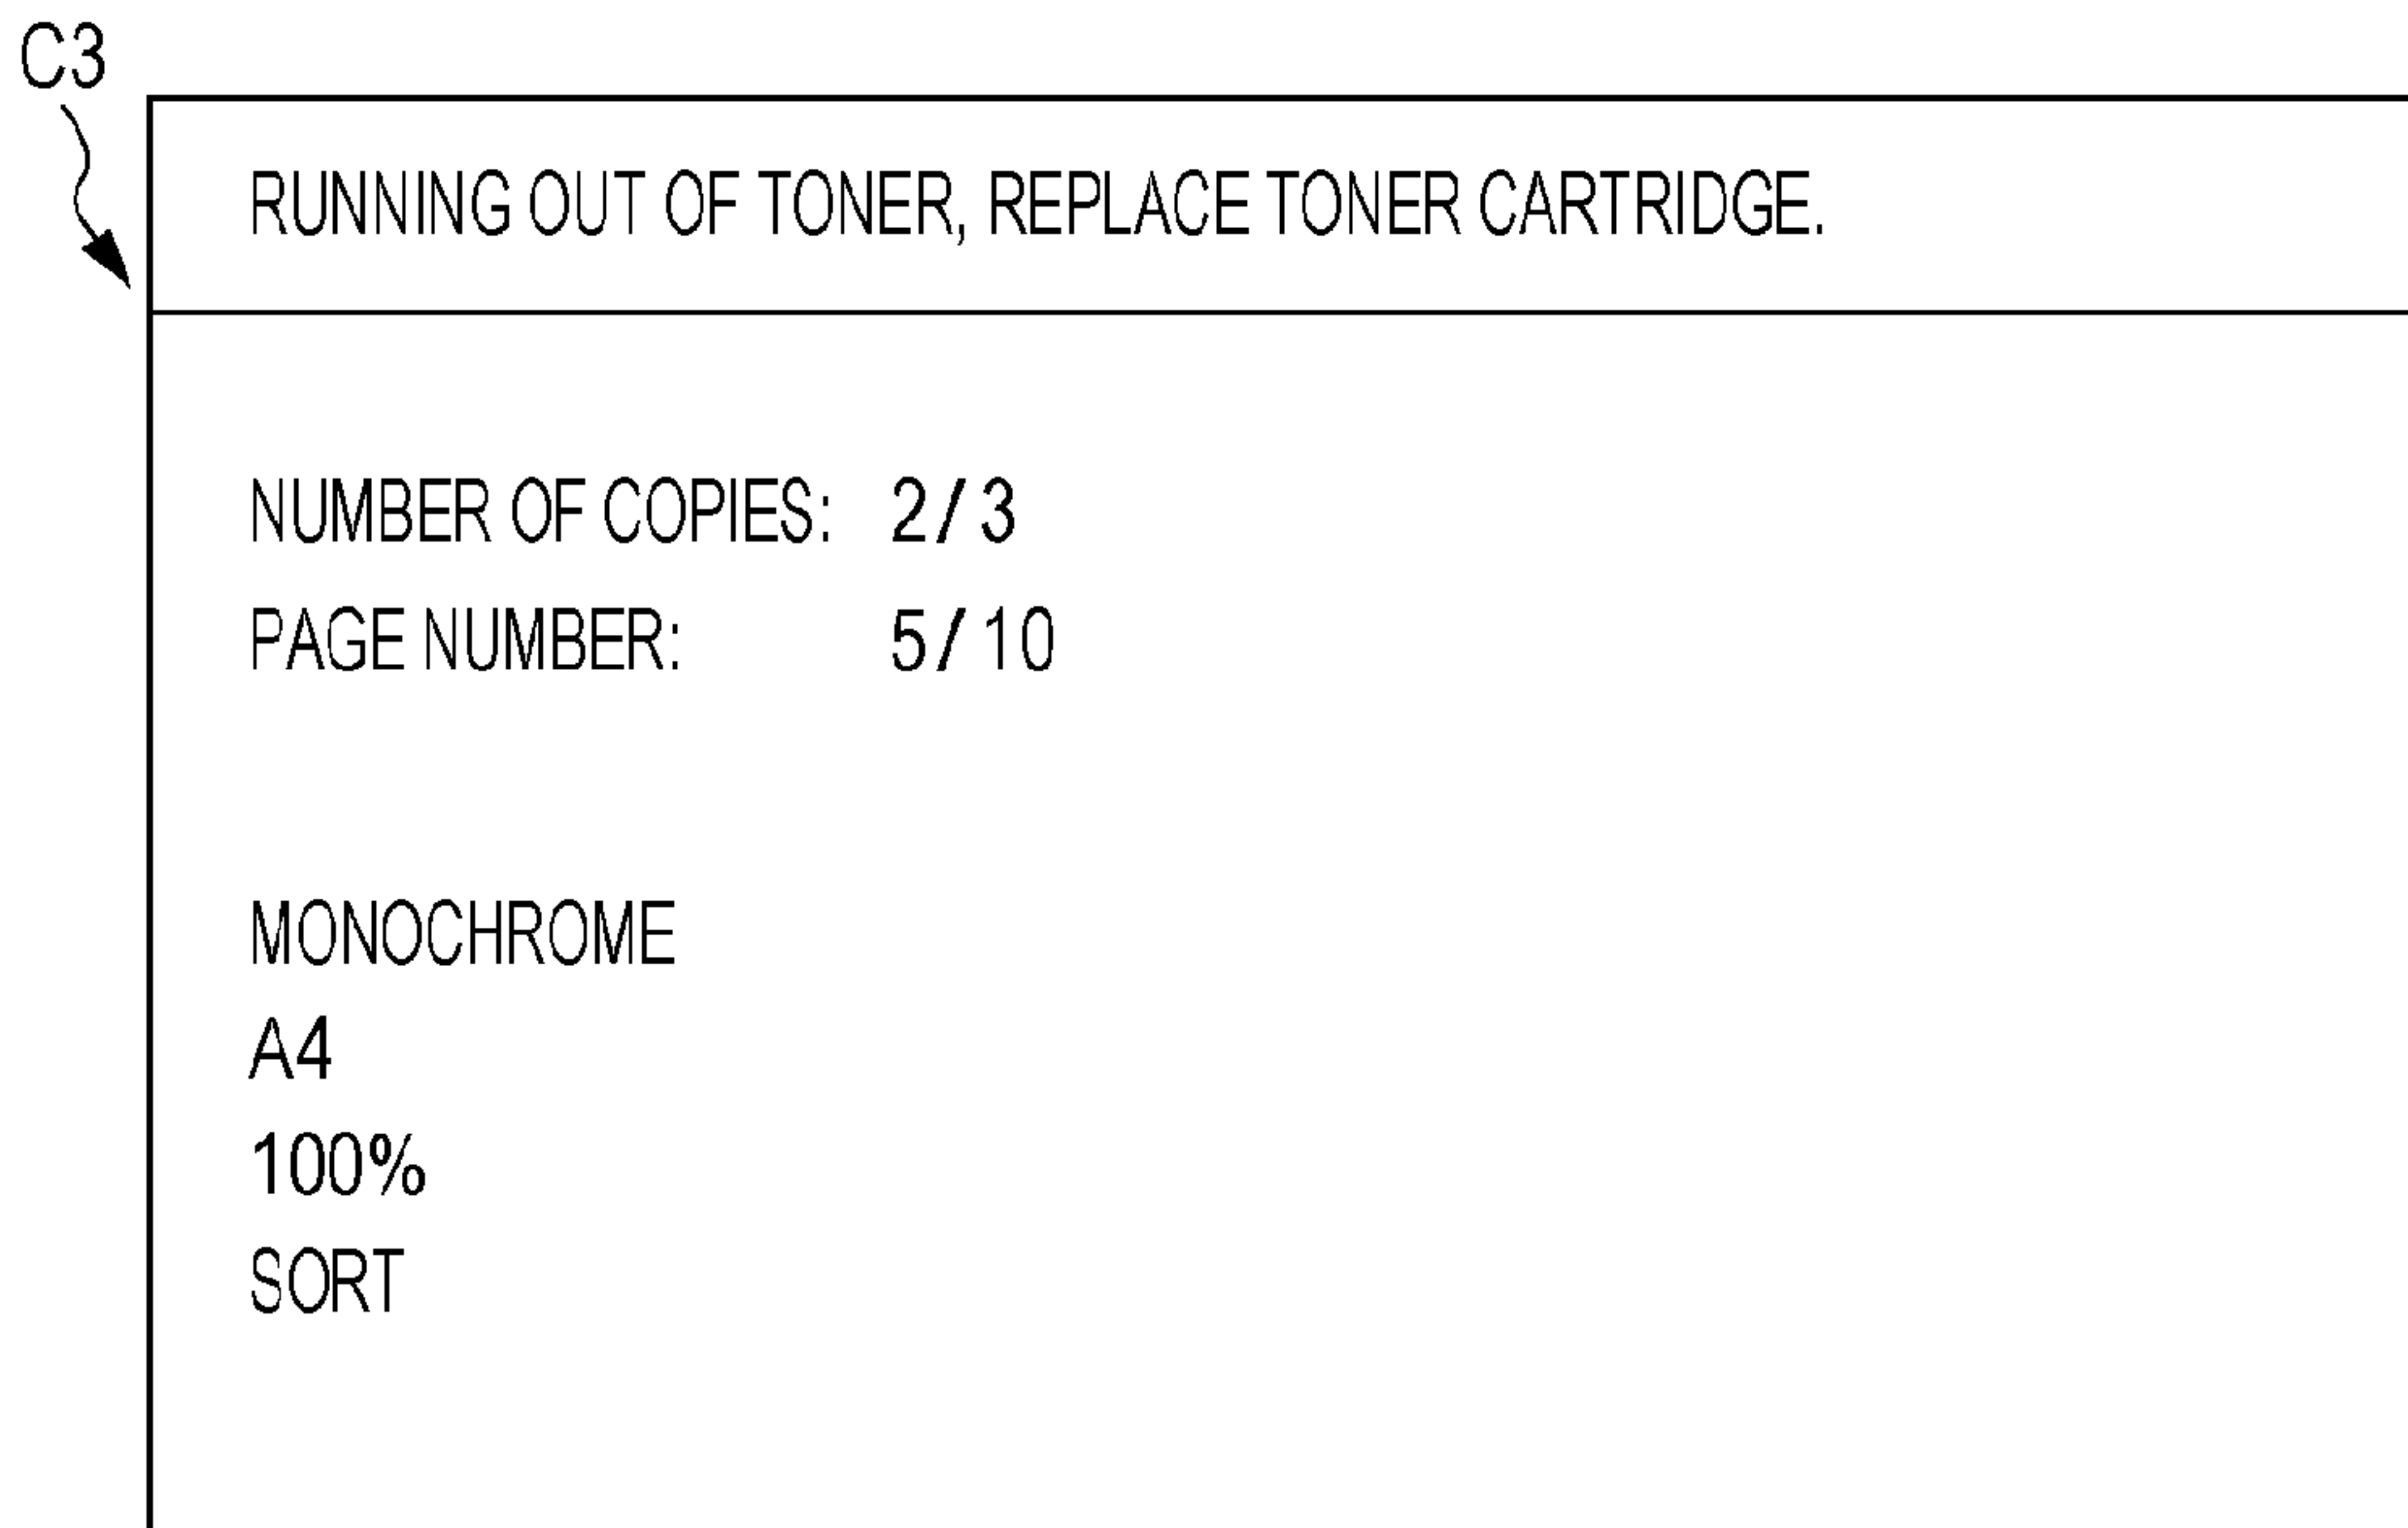 C3
RUNNING OUT OF TONER, REPLACE TONER CARTRIDGE.
NUMBER OF COPIES: 2/3
PAGE NUMBER: 5/10
MONOCHROME
A4
100%
SORT